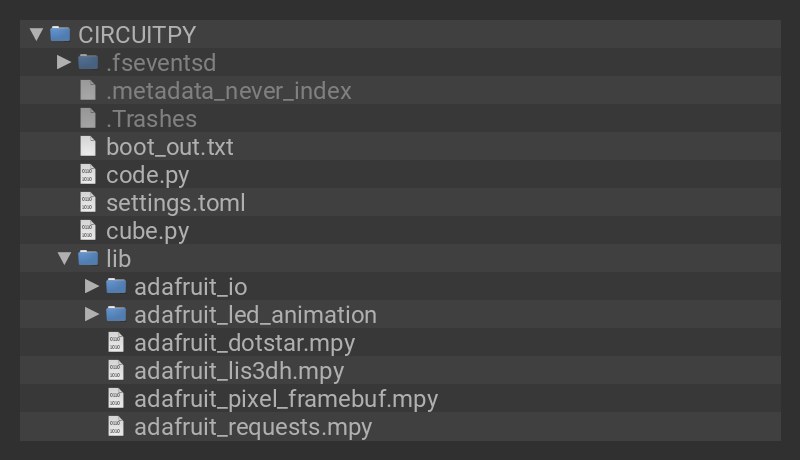 CIRCUITPY
.fseventsd
.metadata_never_index
.Trashes
boot_out.txt
code.py
settings.toml
cube.py
lib
adafruit_io
adafruit_led_animation
adafruit_dotstar.mpy
adafruit_lis3dh.mpy
adafruit_pixel_framebuf.mpy
adafruit_requests.mpy